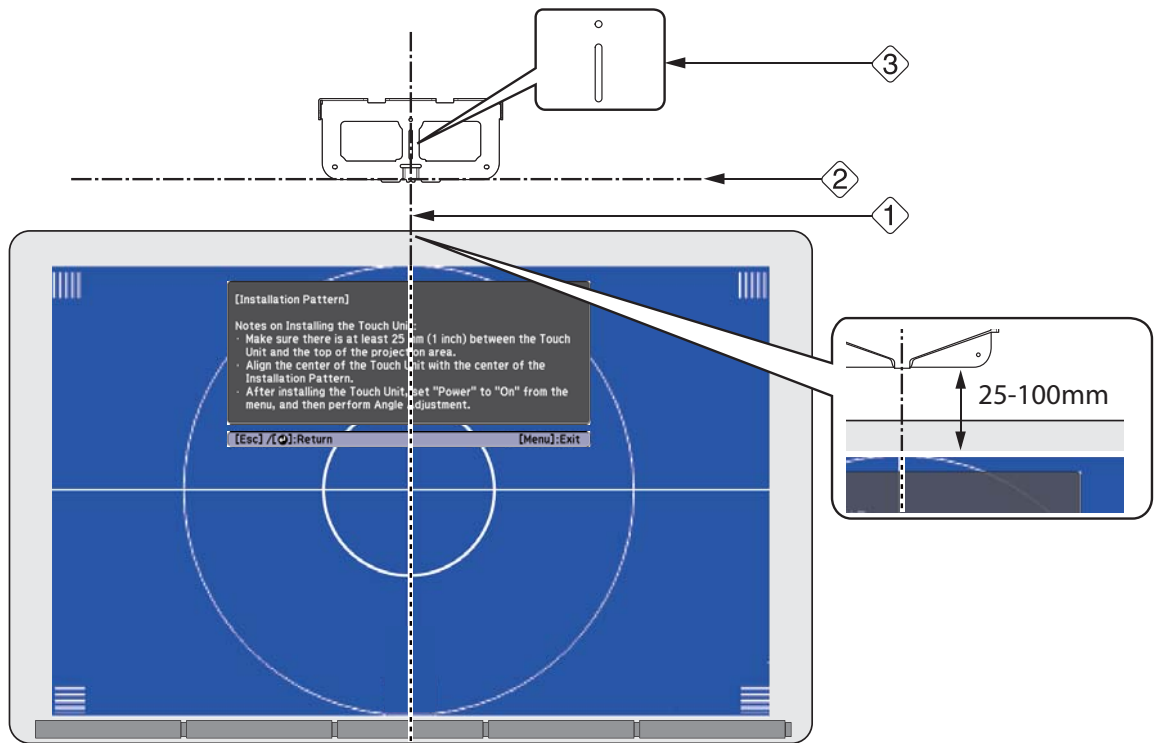 3
2
1
[Installation Pattern]
Notes on Installing the Touch Unit:
· Make sure there is at least 25 mm (1 inch) between the Touch
Unit and the top of the projection area.
· Align the center of the Touch Unit with the center of the
Installation Pattern.
· After installing the Touch Unit, set "Power" to "On" from the
menu, and then perform Angle Adjustment.
[Esc] /[⏎]:Return [Menu]:Exit
25-100mm